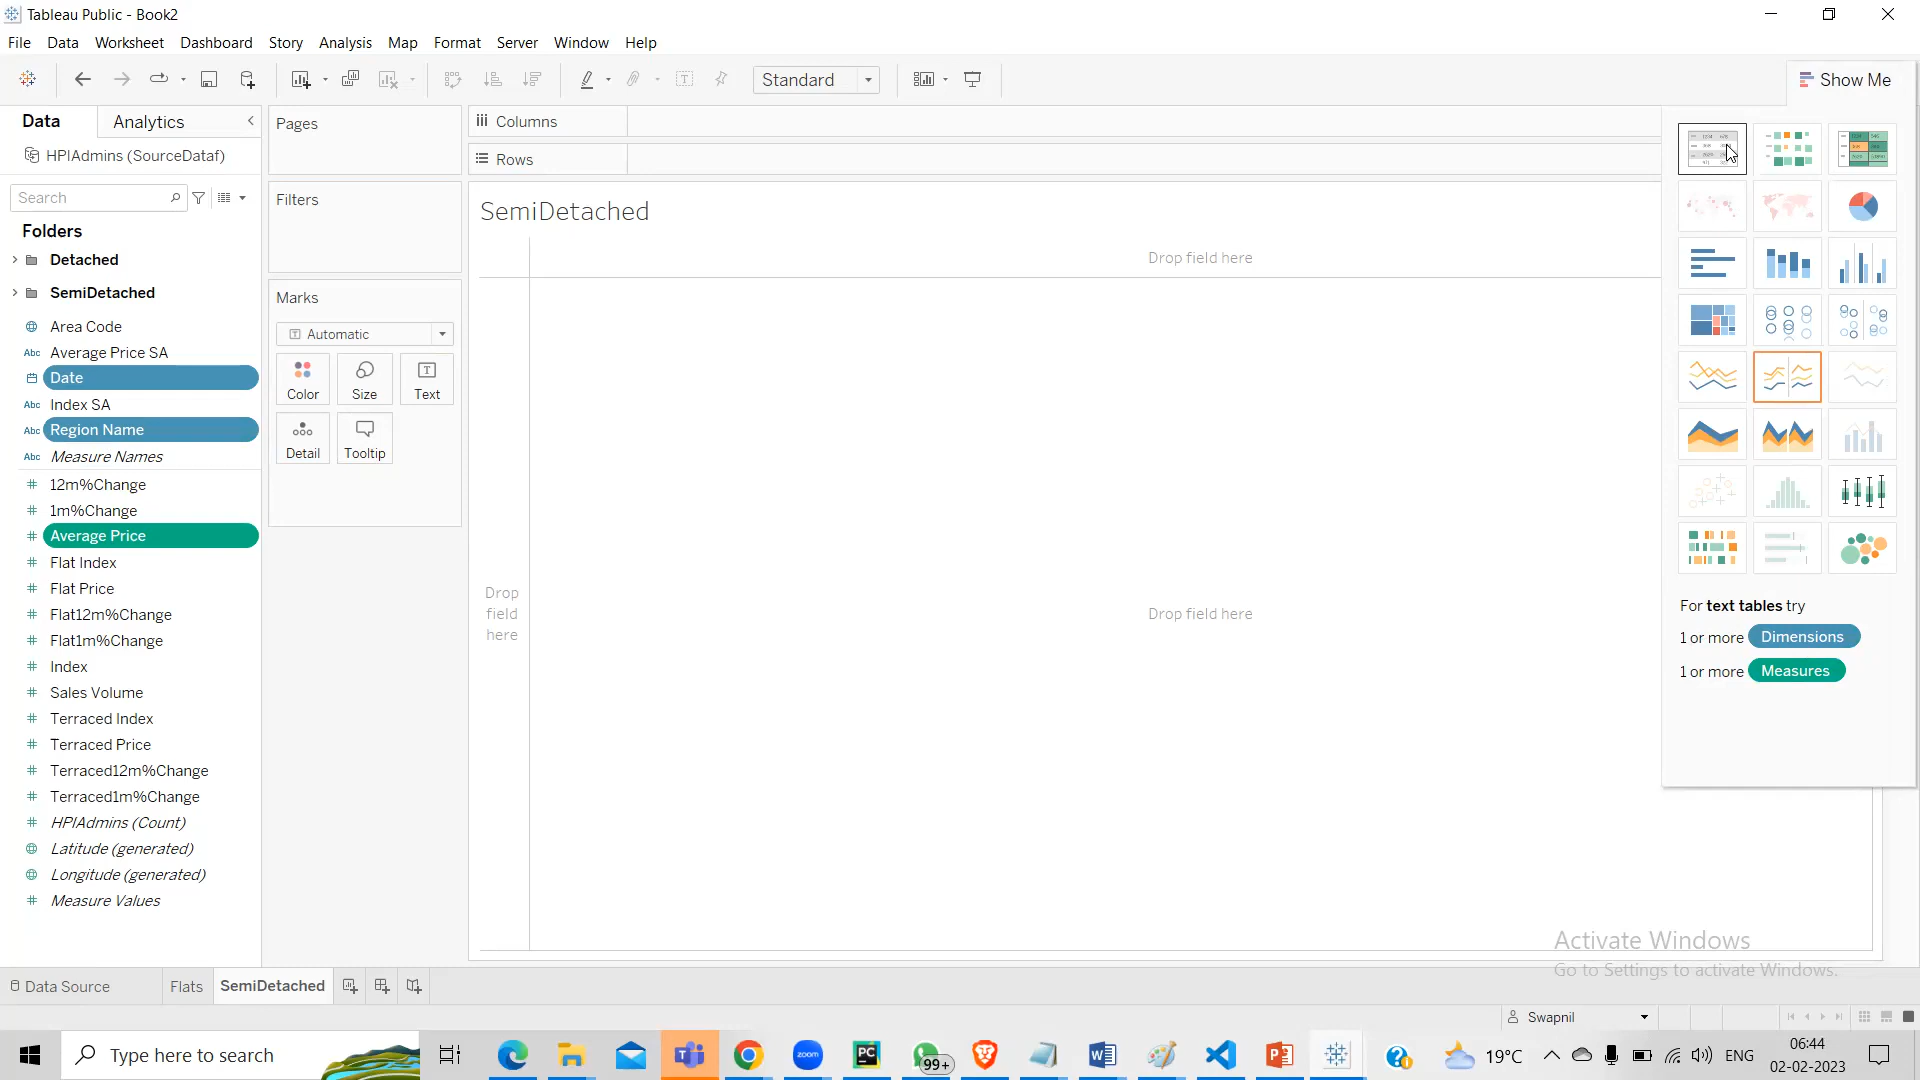 Tableau Public - Book2
File Data Worksheet Dashboard Story Analysis Map Format Server Window Help
Standard
Show Me
Data
Analytics
Pages
Columns
HPIAdmins (SourceDataf)
Rows
Search
Filters
SemiDetached
Folders
Detached
Drop field here
SemiDetached
Marks
Area Code
Automatic
Average Price SA
Date
Color
Size
Text
Index SA
Region Name
Measure Names
Detail
Tooltip
12m%Change
1m%Change
Average Price
Flat Index
Flat Price
Drop
field
here
Drop field here
For text tables try
Flat12m%Change
1 or more Dimensions
Flat1m%Change
1 or more Measures
Index
Sales Volume
Terraced Index
Terraced Price
Terraced12m%Change
Terraced1m%Change
HPIAdmins (Count)
Latitude (generated)
Longitude (generated)
Measure Values
Activate Windows
Go to Settings to activate Windows.
Data Source
Flats
SemiDetached
Swapnil
Type here to search
zoom
PC
99+
19°C
ENG
06:44
02-02-2023